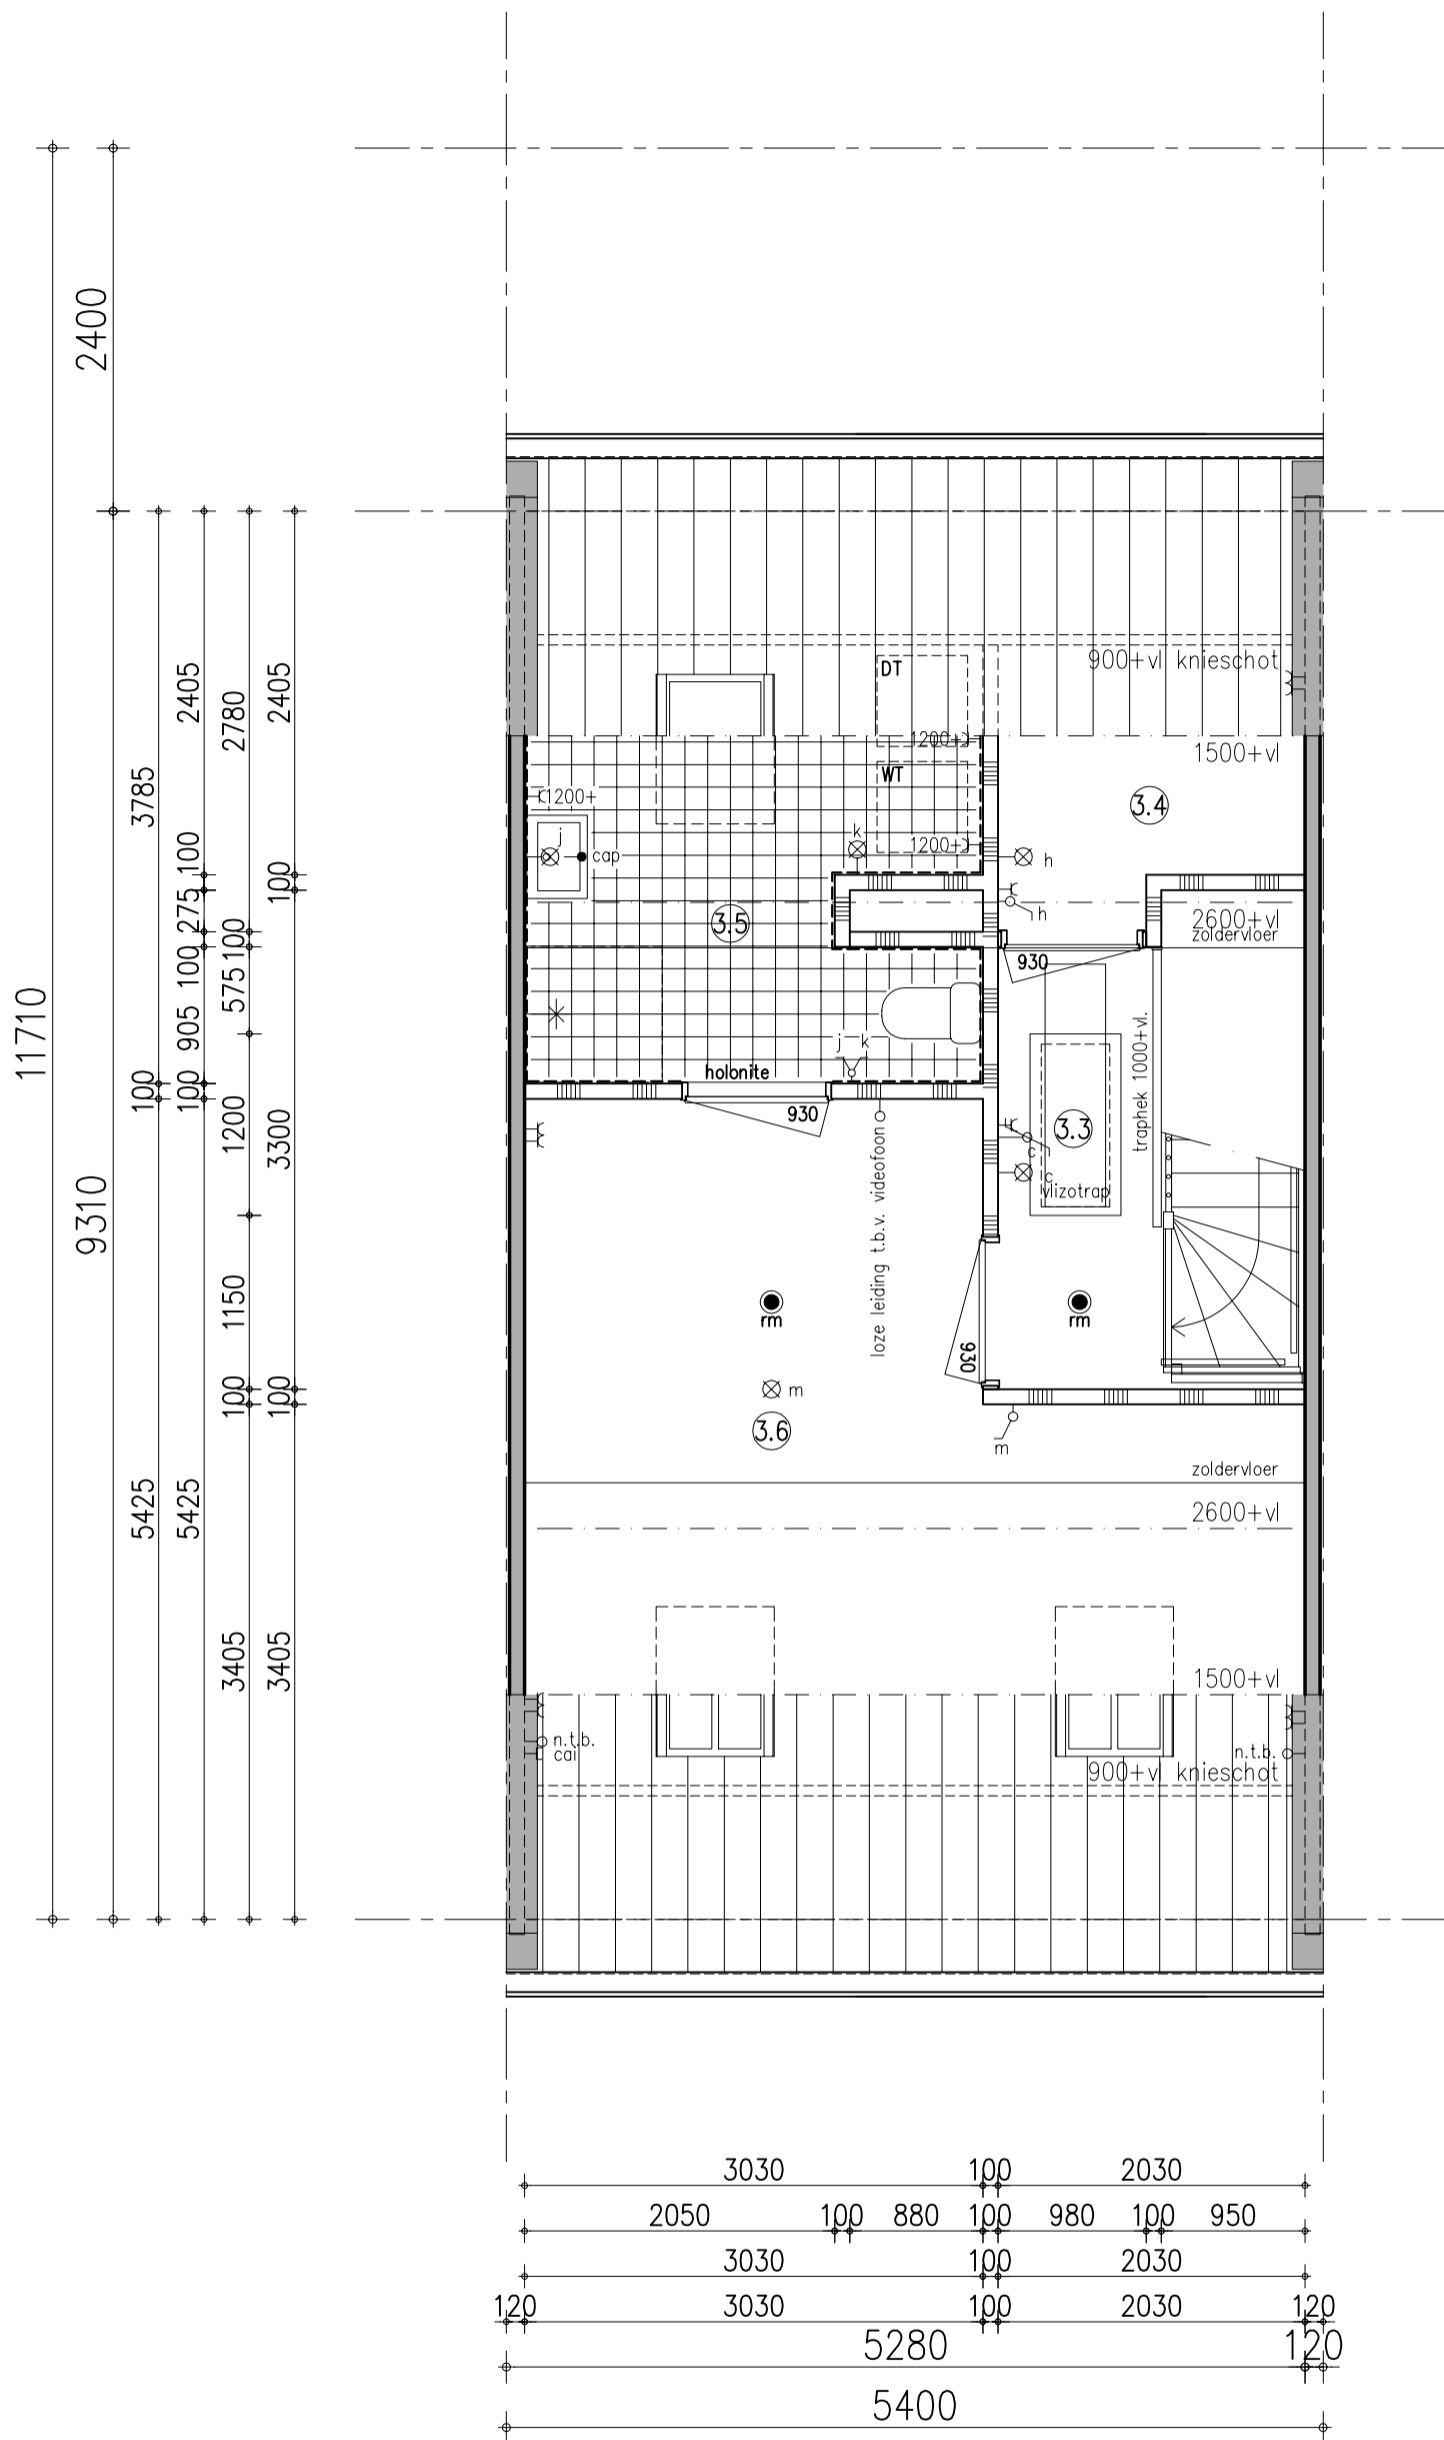 2400
11710
9310
3785
100
5425
2405
100
275
100
905
100
5425
2780
100
575
1200
1150
100
3405
2405
100
3300
100
3405
900+vl knieschot
DT
1200+
1500+vl
WT
1200+
3.4
j
cap
k
1200+
h
h
3.5
2600+vl
zoldervloer
930
traphek 1000+vl.
j k
holonite
930
3.3
c
c
vlizotrap
loze leiding t.b.v. videofoon
rm
rm
930
m
3.6
m
zoldervloer
2600+vl
1500+vl
n.t.b.
cai
n.t.b.
900+vl knieschot
3030 100 2030
2050 100 880 100 980 100 950
3030 100 2030
120 3030 100 2030 120
5280 120
5400